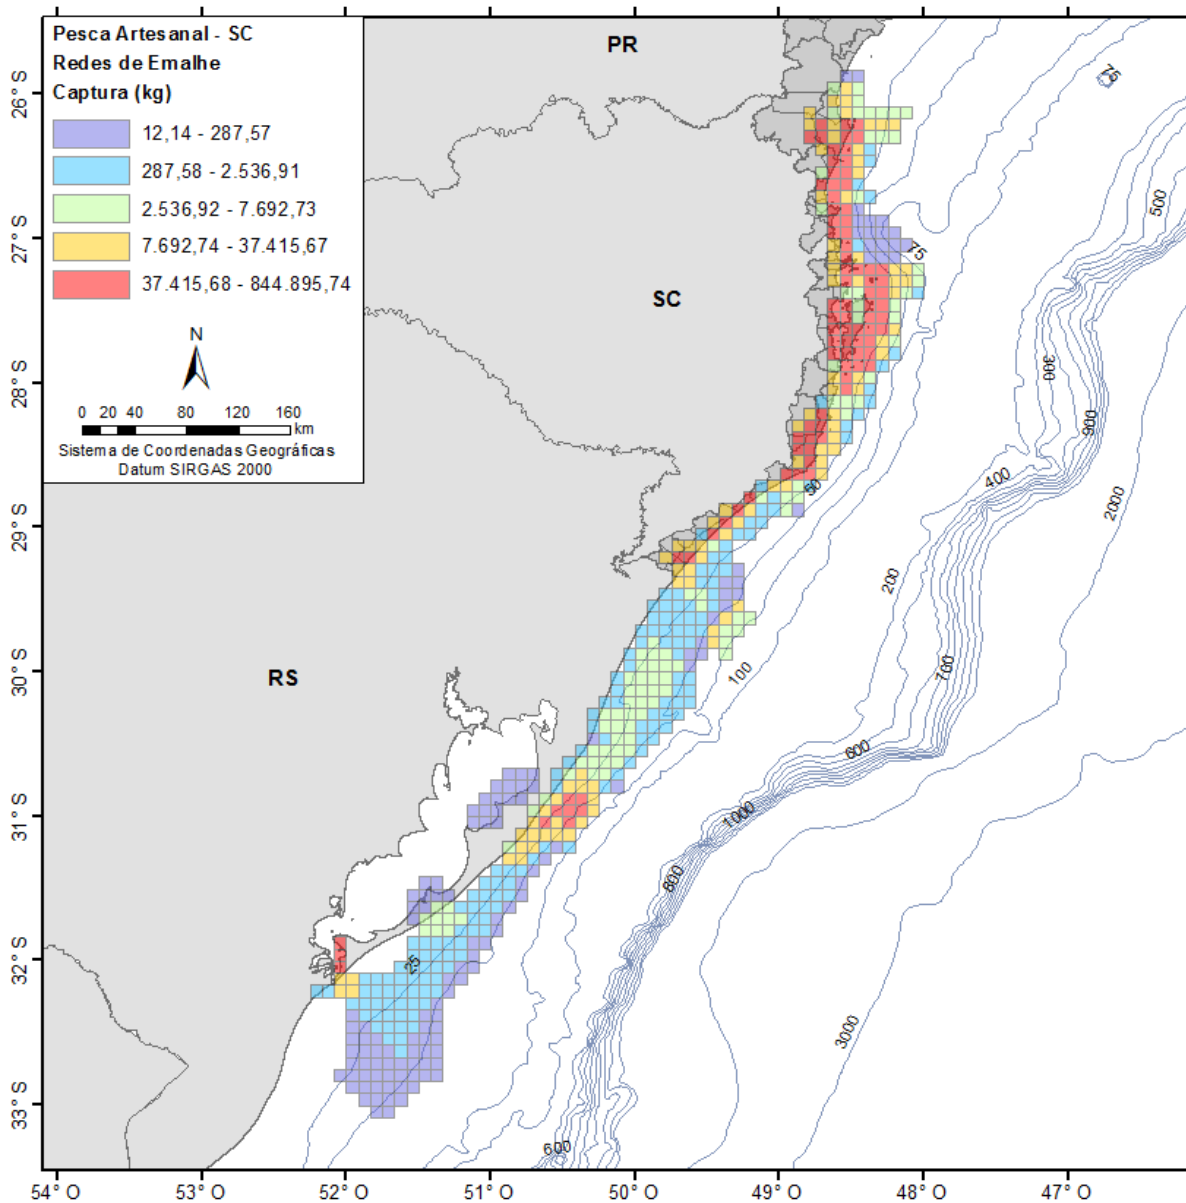 Pesca Artesanal - SC
Redes de Emalhe
Captura (kg)
12,14 - 287,57
287,58 - 2.536,91
2.536,92 - 7.692,73
7.692,74 - 37.415,67
37.415,68 - 844.895,74
N
0 20 40 80 120 160
km
Sistema de Coordenadas Geográficas
Datum SIRGAS 2000
PR
SC
RS
75
500
75
300
900
400
2000
50
200
100
700
600
1000
800
25
3000
600
26° S
27° S
28° S
29° S
30° S
31° S
32° S
33° S
54° O
53° O
52° O
51° O
50° O
49° O
48° O
47° O